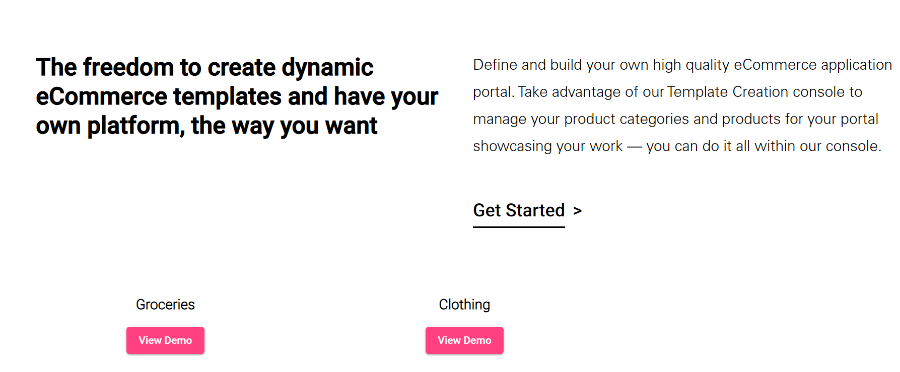 The freedom to create dynamic
eCommerce templates and have your
own platform, the way you want
Define and build your own high quality eCommerce application
portal. Take advantage of our Template Creation console to
manage your product categories and products for your portal
showcasing your work — you can do it all within our console.
Get Started >
Groceries
View Demo
Clothing
View Demo